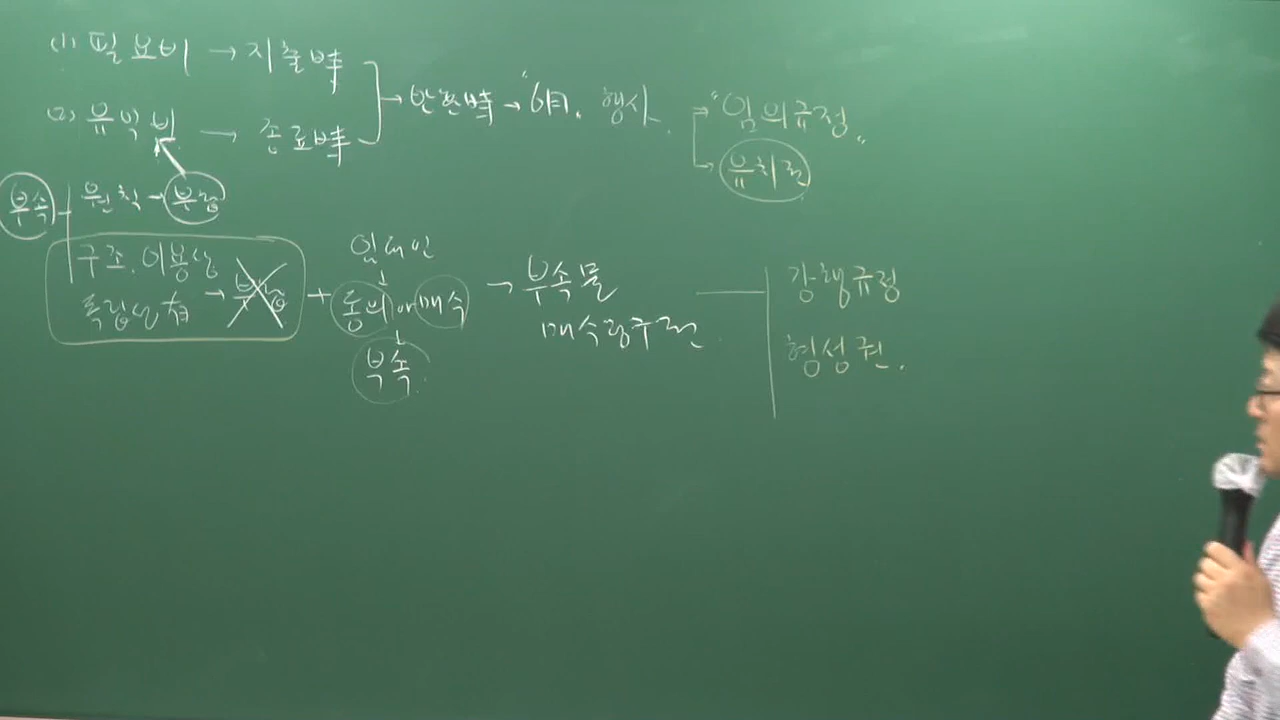 (1) 필요비 → 지출때
(2) 유익비 → 종료때
→ 반환때 → "6月. 행사.
⇒ "임의규정"
→ 유치권
부속
원칙 → 부합
구조.이용상
독립성 有 → 부합
+
임대인
↓
동의 or 매수
↓
부속
→ 부속물
매수청구권
강행규정
형성권.